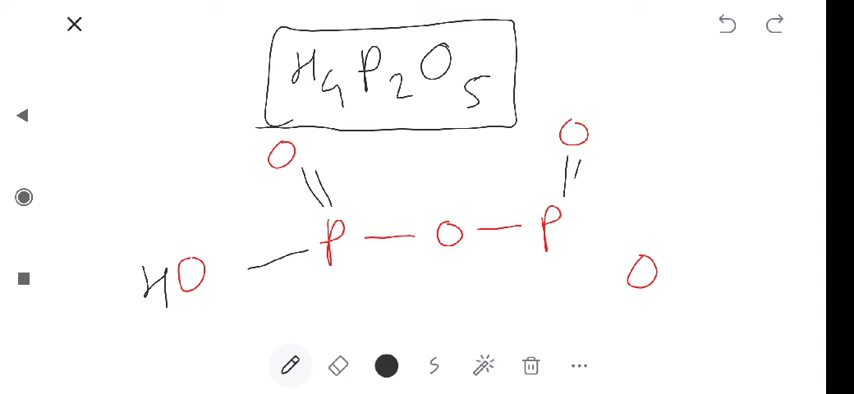 H4P2O5
O O
P — O — P
HO O